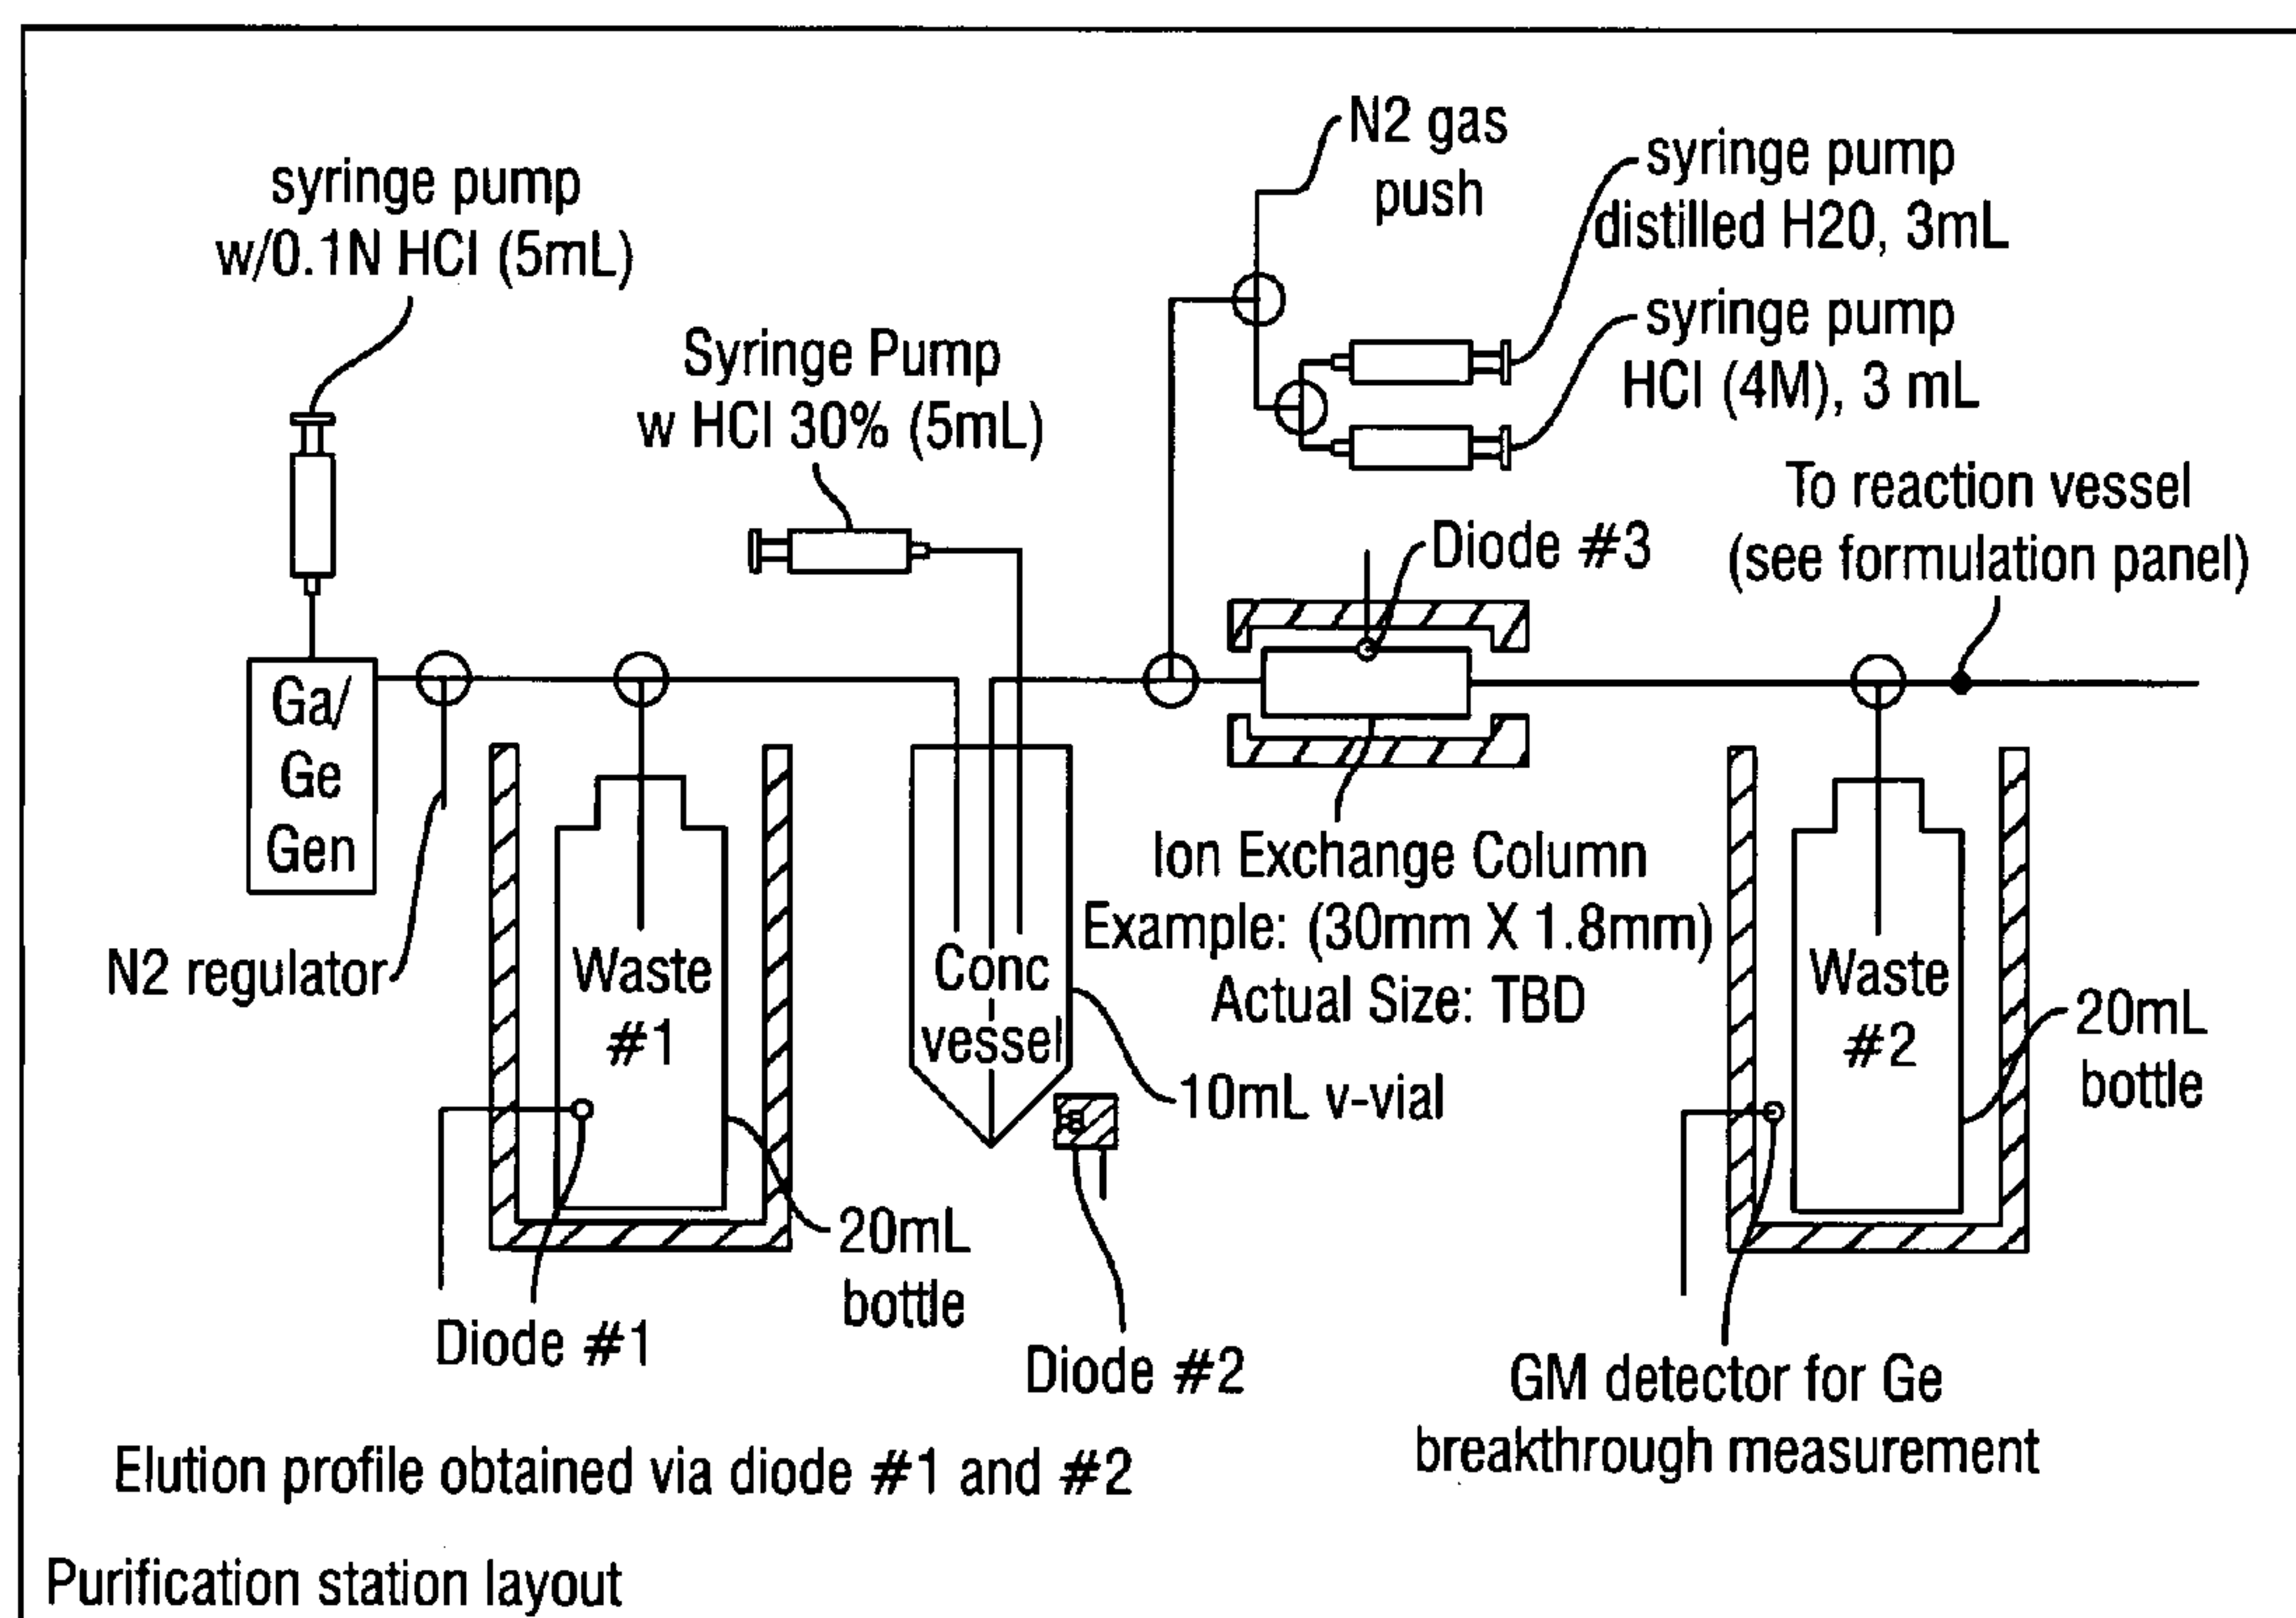 N2 gas
push
syringe pump
distilled H20, 3mL
syringe pump
w/0.1N HCl (5mL)
syringe pump
HCl (4M), 3 mL
Syringe Pump
w HCl 30% (5mL)
To reaction vessel
(see formulation panel)
Diode #3
Ga/
Ge
Gen
Ion Exchange Column
Example: (30mm X 1.8mm)
Actual Size: TBD
N2 regulator
Waste
#1
Conc
vessel
Waste
#2
20mL
bottle
10mL v-vial
20mL
bottle
Diode #1
Diode #2
GM detector for Ge
breakthrough measurement
Elution profile obtained via diode #1 and #2
Purification station layout